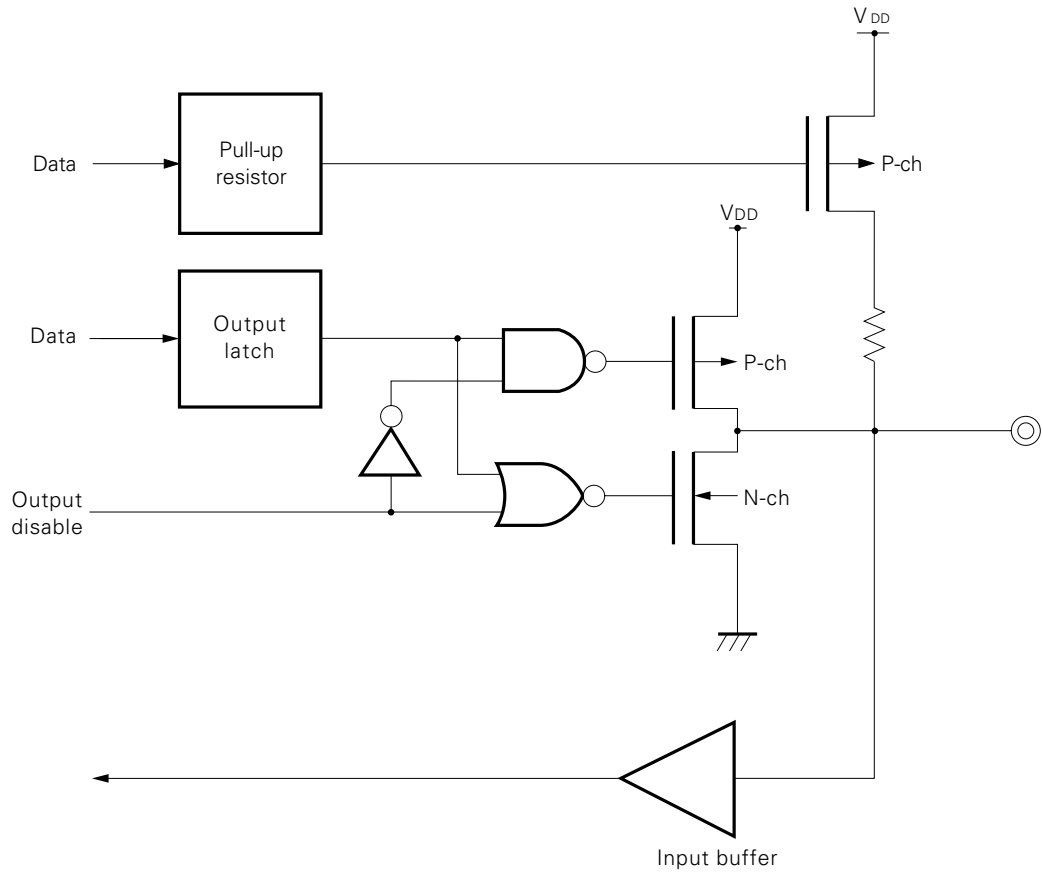 VDD
Data
Pull-up
resistor
P-ch
VDD
Data
Output
latch
P-ch
Output
disable
N-ch
Input buffer